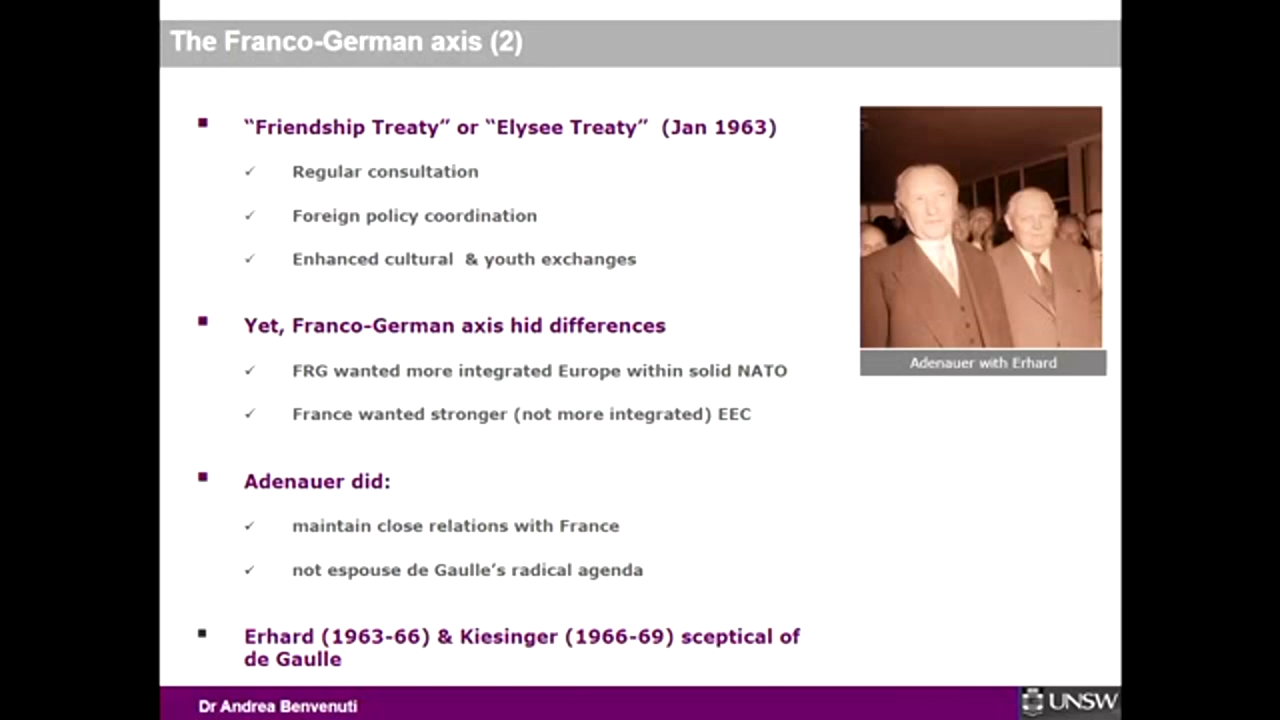 The Franco-German axis (2)
“Friendship Treaty” or “Elysee Treaty” (Jan 1963)
Regular consultation
Foreign policy coordination
Enhanced cultural & youth exchanges
Yet, Franco-German axis hid differences
FRG wanted more integrated Europe within solid NATO
France wanted stronger (not more integrated) EEC
Adenauer did:
maintain close relations with France
not espouse de Gaulle’s radical agenda
Erhard (1963-66) & Kiesinger (1966-69) sceptical of
de Gaulle
Adenauer with Erhard
Dr Andrea Benvenuti
UNSW